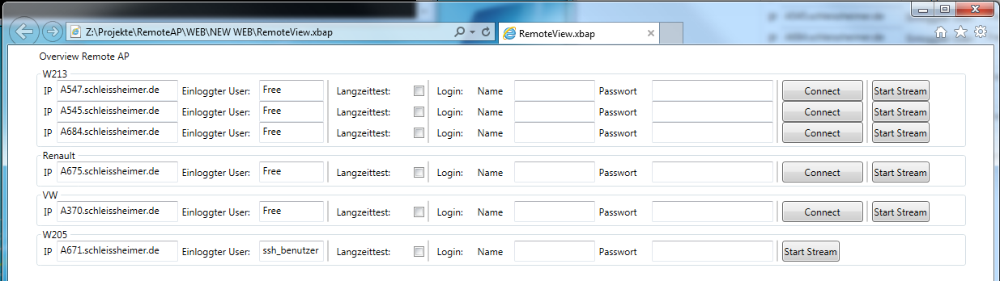 Z:\Projekte\RemoteAP\WEB\NEW WEB\RemoteView.xbap RemoteView.xbap
Overview Remote AP
W213
IP A547.schleissheimer.de Einloggter User: Free Langzeittest: Login: Name Passwort Connect Start Stream
IP A545.schleissheimer.de Einloggter User: Free Langzeittest: Login: Name Passwort Connect Start Stream
IP A684.schleissheimer.de Einloggter User: Free Langzeittest: Login: Name Passwort Connect Start Stream
Renault
IP A675.schleissheimer.de Einloggter User: Free Langzeittest: Login: Name Passwort Connect Start Stream
VW
IP A370.schleissheimer.de Einloggter User: Free Langzeittest: Login: Name Passwort Connect Start Stream
W205
IP A671.schleissheimer.de Einloggter User: ssh_benutzer Langzeittest: Login: Name Passwort Start Stream